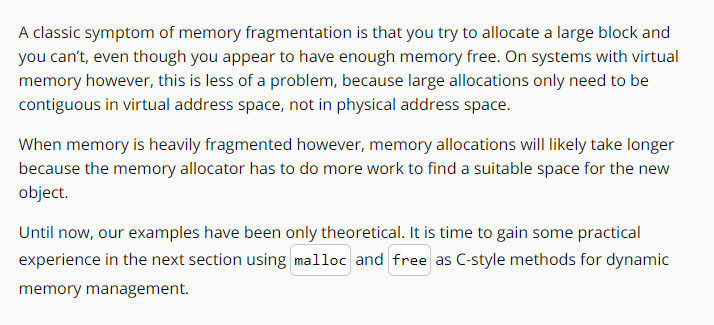 A classic symptom of memory fragmentation is that you try to allocate a large block and
you can't, even though you appear to have enough memory free. On systems with virtual
memory however, this is less of a problem, because large allocations only need to be
contiguous in virtual address space, not in physical address space.
When memory is heavily fragmented however, memory allocations will likely take longer
because the memory allocator has to do more work to find a suitable space for the new
object.
Until now, our examples have been only theoretical. It is time to gain some practical
experience in the next section using malloc and free as C-style methods for dynamic
memory management.